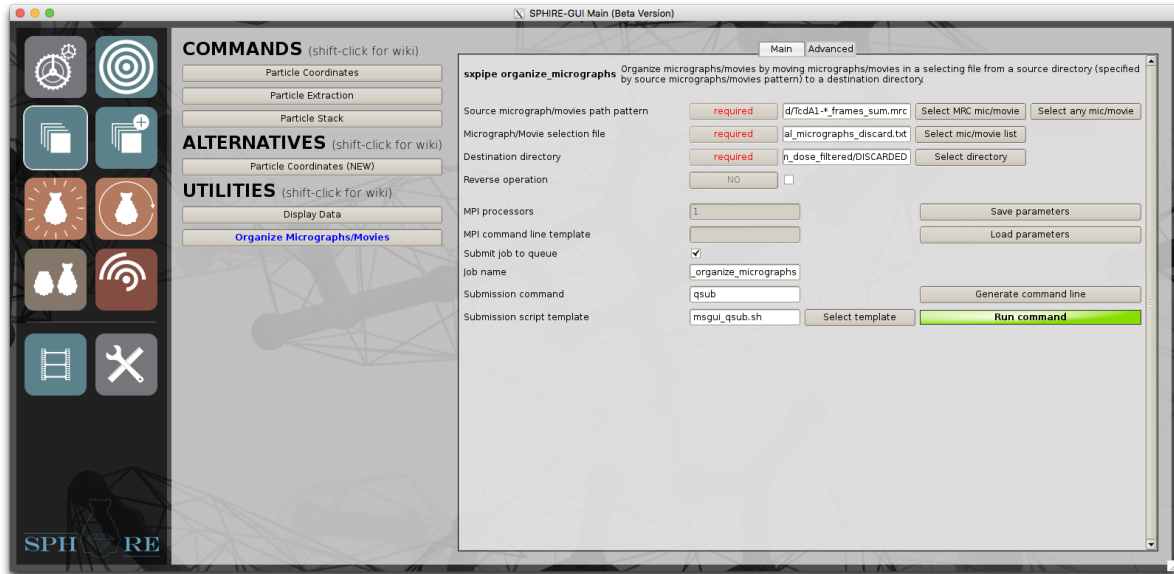 SPHIRE-GUI Main (Beta Version)
COMMANDS (shift-click for wiki)
Particle Coordinates
Particle Extraction
Particle Stack
ALTERNATIVES (shift-click for wiki)
Particle Coordinates (NEW)
UTILITIES (shift-click for wiki)
Display Data
Organize Micrographs/Movies
Main Advanced
sxpipe organize_micrographs Organize micrographs/movies by moving micrographs/movies in a selecting file from a source directory (specified
by source micrographs/movies pattern) to a destination directory.
Source micrograph/movies path pattern required d/TcdA1-*_frames_sum.mrc Select MRC mic/movie Select any mic/movie
Micrograph/Movie selection file required al_micrographs_discard.txt Select mic/movie list
Destination directory required n_dose_filtered/DISCARDED Select directory
Reverse operation NO
MPI processors 1 Save parameters
MPI command line template Load parameters
Submit job to queue
Job name _organize_micrographs
Submission command qsub Generate command line
Submission script template msgui_qsub.sh Select template Run command
SPHIRE